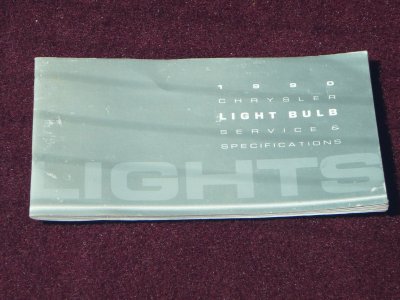 1990
CHRYSLER
LIGHT BULB
SERVICE &
SPECIFICATIONS
LIGHTS